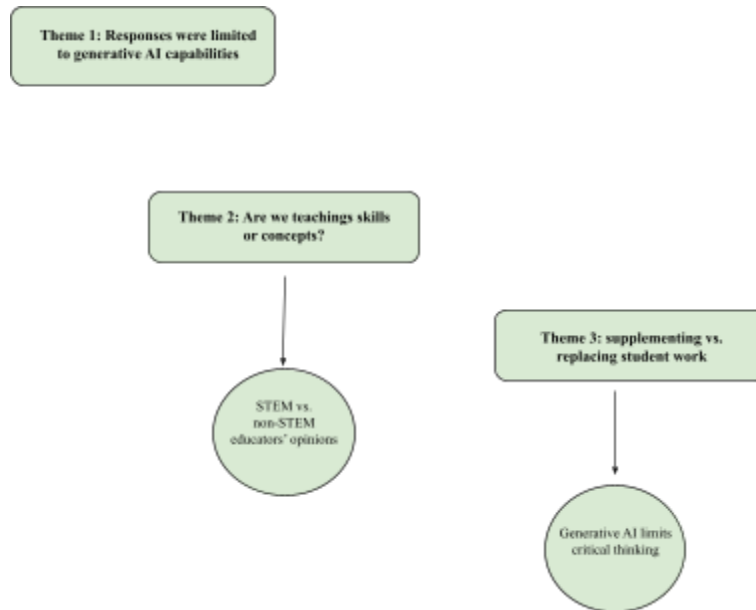 Theme 1: Responses were limited
to generative AI capabilities
Theme 2: Are we teachings skills
or concepts?
Theme 3: supplementing vs.
replacing student work
STEM vs.
non-STEM
educators' opinions
Generative AI limits
critical thinking